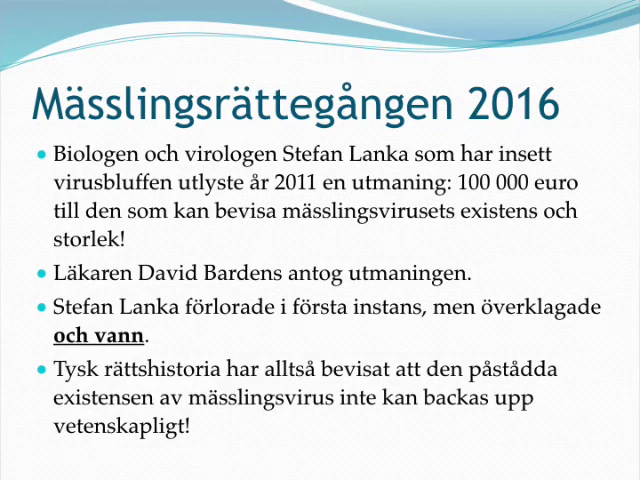 Mässlingsrättegången 2016
Biologen och virologen Stefan Lanka som har insett
virusbluffen utlyste år 2011 en utmaning: 100 000 euro
till den som kan bevisa mässlingsvirusets existens och
storlek!
Läkaren David Bardens antog utmaningen.
Stefan Lanka förlorade i första instans, men överklagade
och vann.
Tysk rättshistoria har alltså bevisat att den påstådda
existensen av mässlingsvirus inte kan backas upp
vetenskapligt!